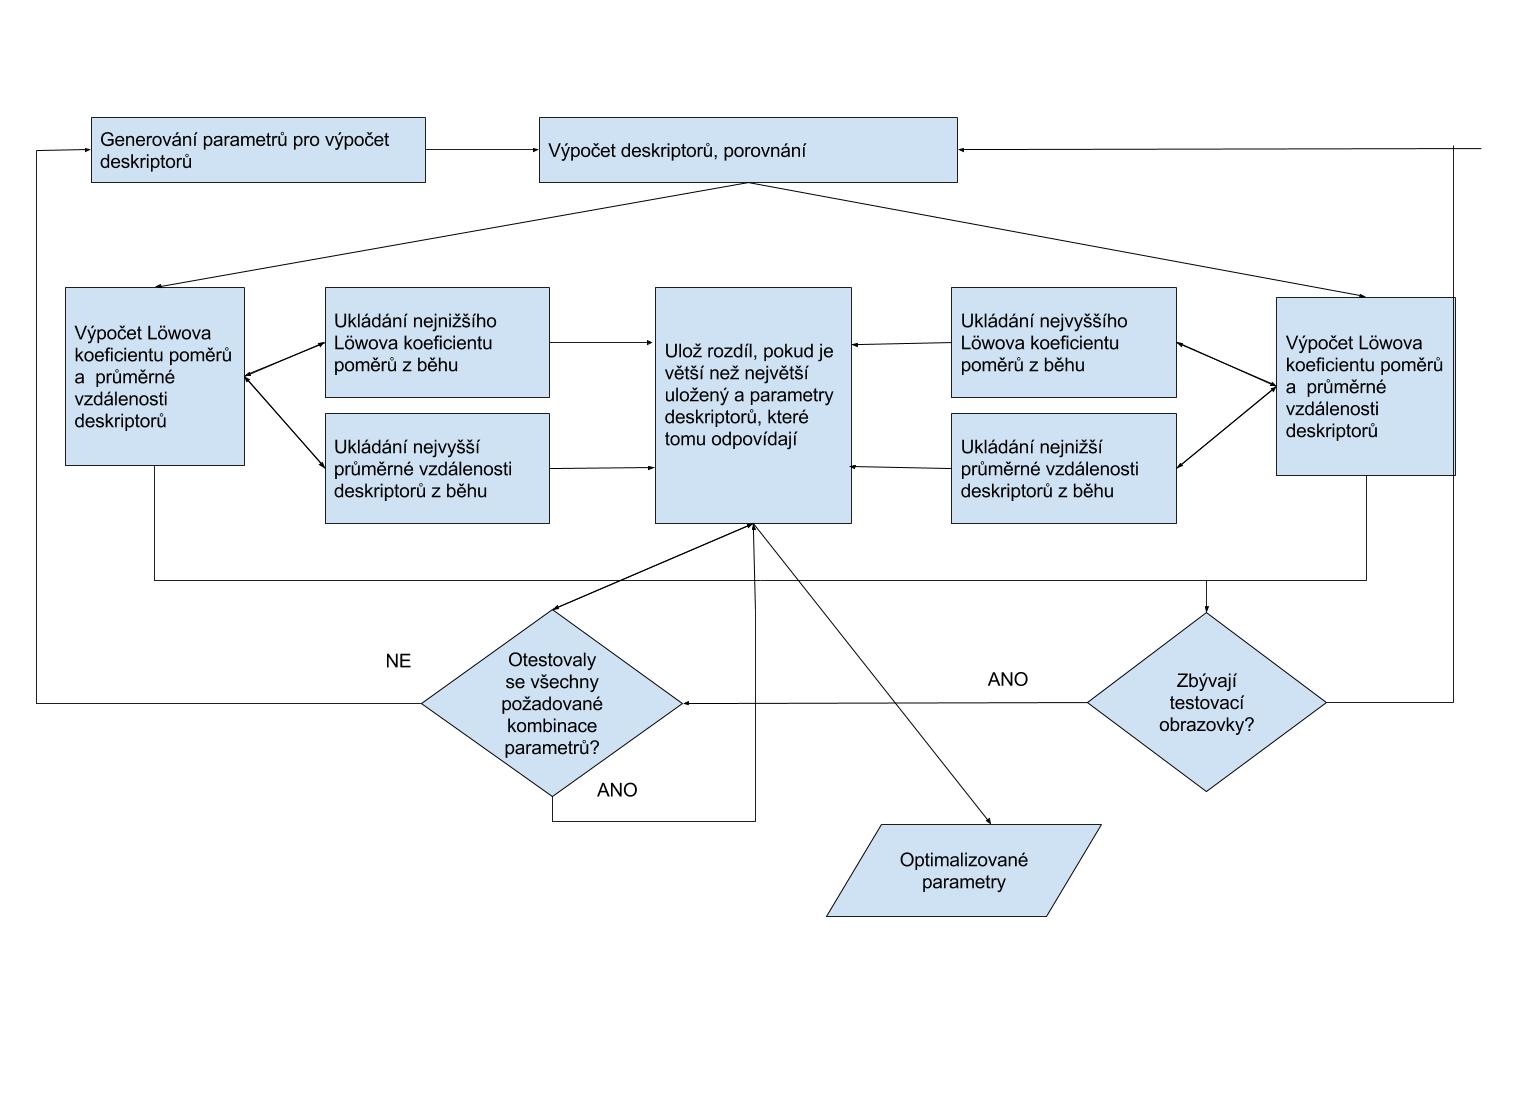 Generování parametrů pro výpočet
deskriptorů
Výpočet deskriptorů, porovnání
Výpočet Löwova
koeficientu poměrů
a  průměrné
vzdálenosti
deskriptorů
Ukládání nejnižšího
Löwova koeficientu
poměrů z běhu
Ukládání nejvyšší
průměrné vzdálenosti
deskriptorů z běhu
Ulož rozdíl, pokud je
větší než největší
uložený a parametry
deskriptorů, které
tomu odpovídají
Ukládání nejvyššího
Löwova koeficientu
poměrů z běhu
Ukládání nejnižší
průměrné vzdálenosti
deskriptorů z běhu
Výpočet Löwova
koeficientu poměrů
a  průměrné
vzdálenosti
deskriptorů
NE
Otestovaly
se všechny
požadované
kombinace
parametrů?
ANO
ANO
Zbývají
testovací
obrazovky?
Optimalizované
parametry